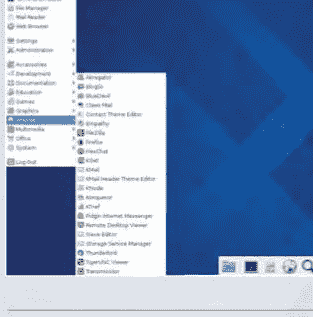 File Manager
Mail Reader
Web Browser
Settings
Administration
Accessories
Development
Documentation
Education
Games
Graphics
Internet
Multimedia
Office
System
Log Out
Akregator
Blogilo
BlueDevil
Claws Mail
Contact Theme Editor
Empathy
FileZilla
Firefox
HexChat
KGet
KMail
KMail Header Theme Editor
KNode
Konqueror
Pidgin Internet Messenger
Remote Desktop Viewer
Sieve Editor
Storage Service Manager
Thunderbird
TigerVNC Viewer
Transmission